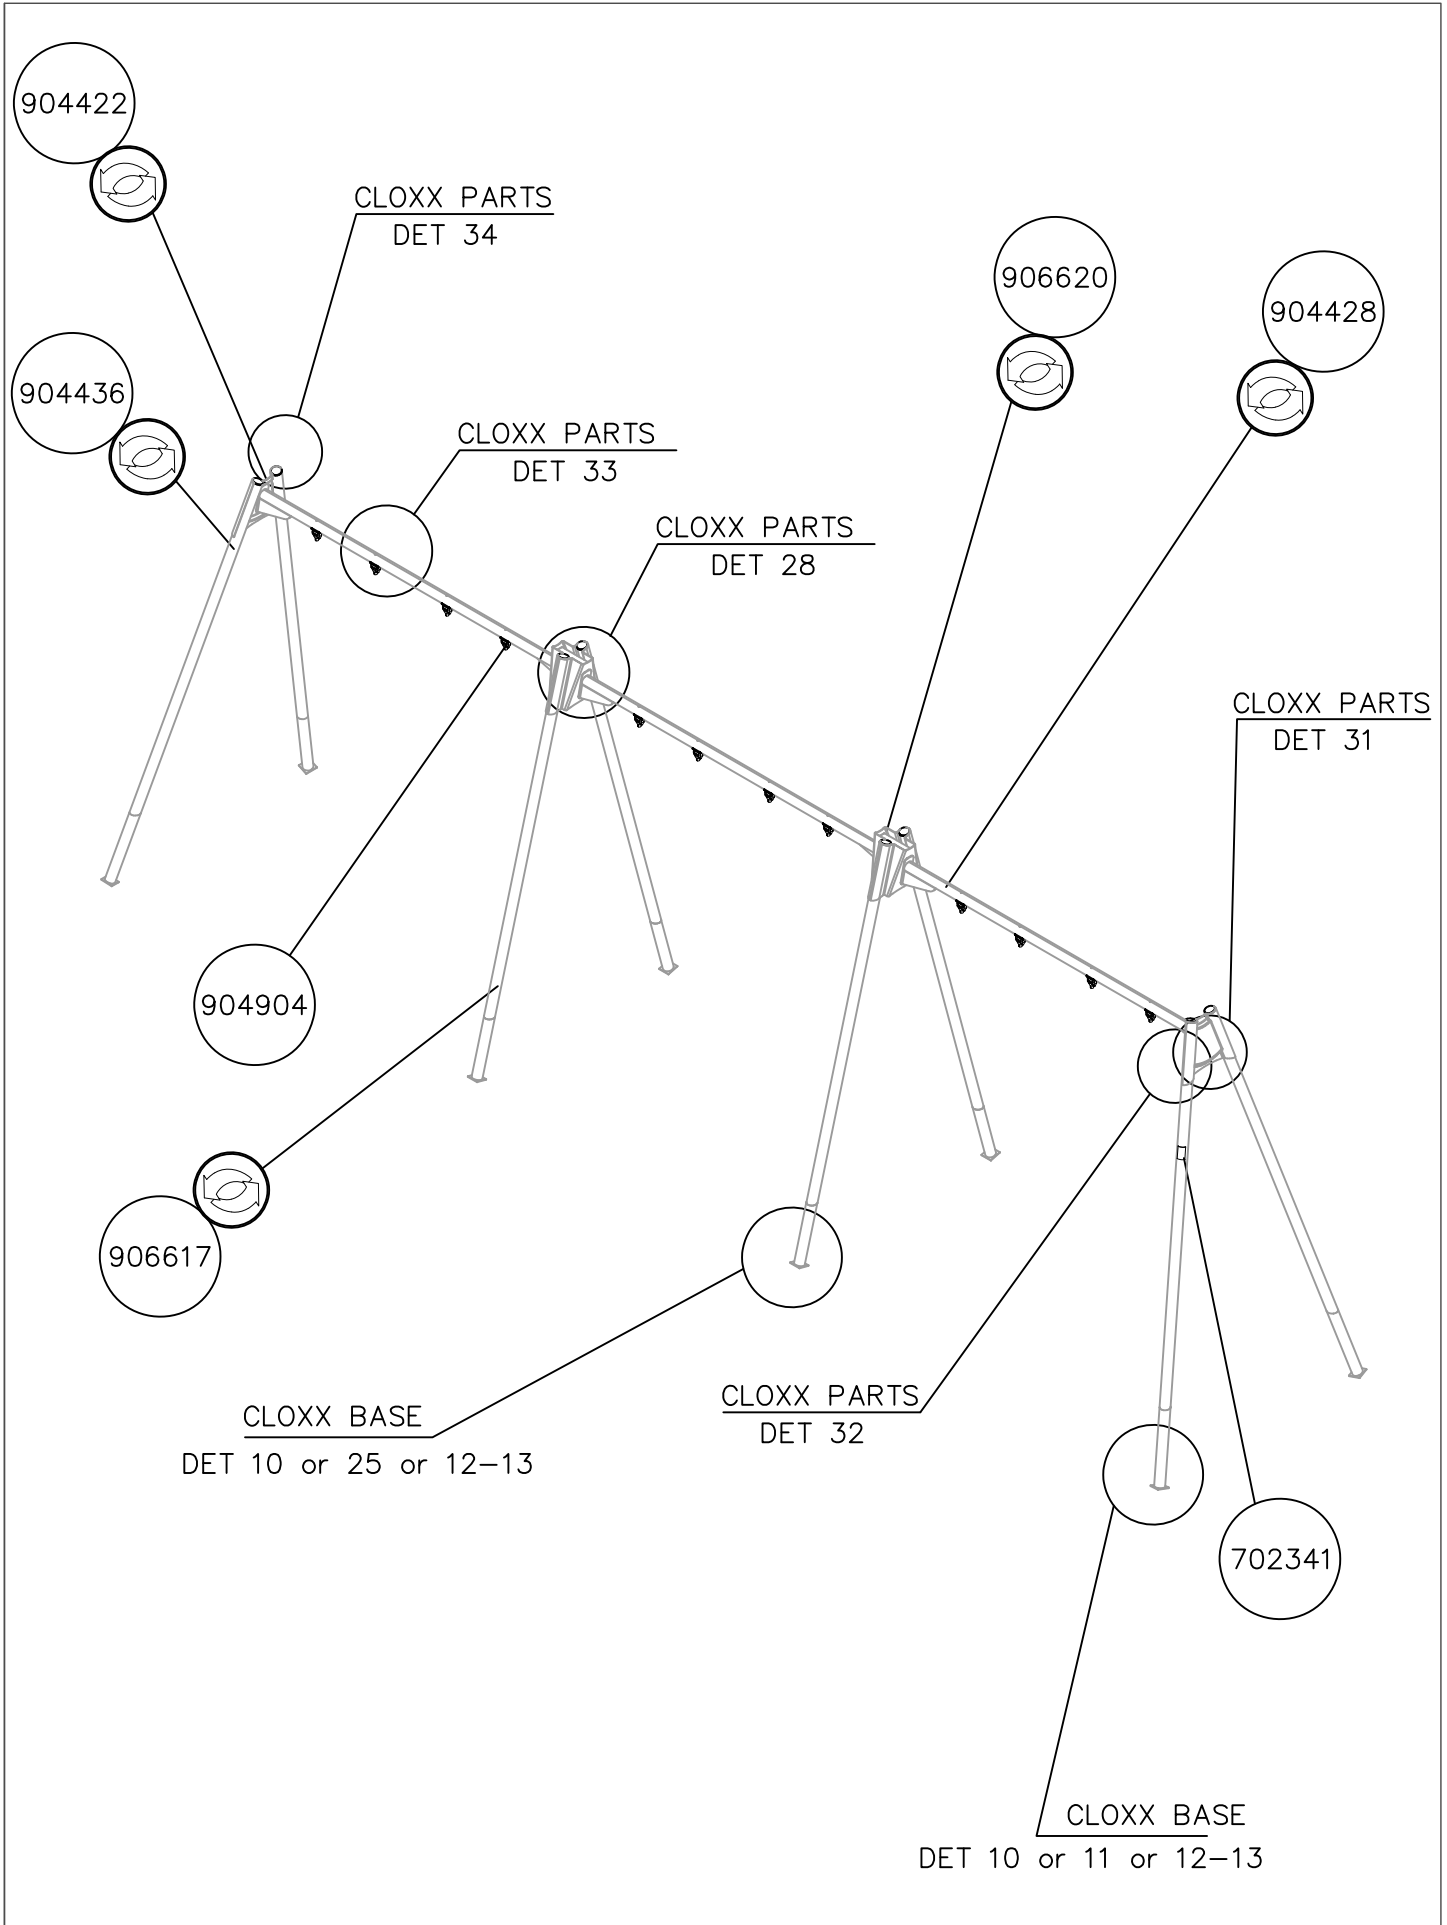 904422
CLOXX PARTS
DET 34
906620
904428
904436
CLOXX PARTS
DET 33
CLOXX PARTS
DET 28
CLOXX PARTS
DET 31
904904
906617
CLOXX BASE
DET 10 or 25 or 12-13
CLOXX PARTS
DET 32
702341
CLOXX BASE
DET 10 or 11 or 12-13